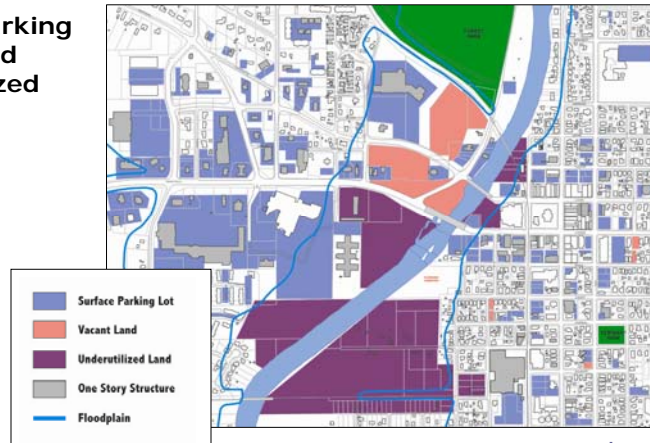 rking
d
zed
Surface Parking Lot
Vacant Land
Underutilized Land
One Story Structure
Floodplain